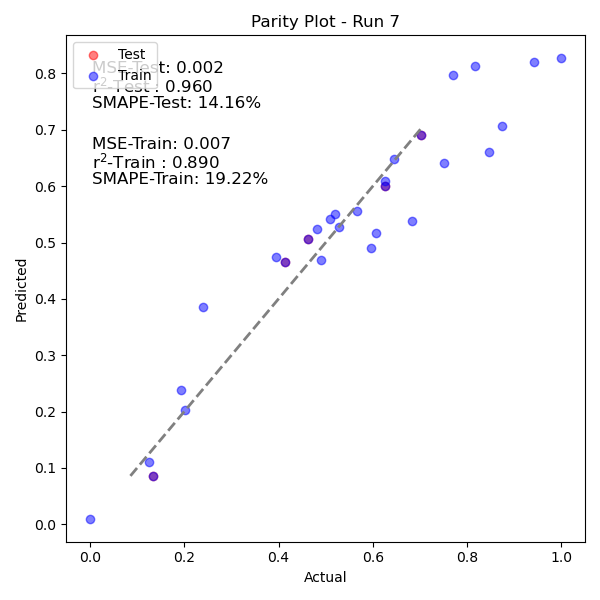 Parity Plot - Run 7
Test
Train
MSE-Test: 0.002
r²-Test : 0.960
SMAPE-Test: 14.16%
MSE-Train: 0.007
r²-Train : 0.890
SMAPE-Train: 19.22%
Predicted
0.8
0.7
0.6
0.5
0.4
0.3
0.2
0.1
0.0
0.0 0.2 0.4 0.6 0.8 1.0
Actual